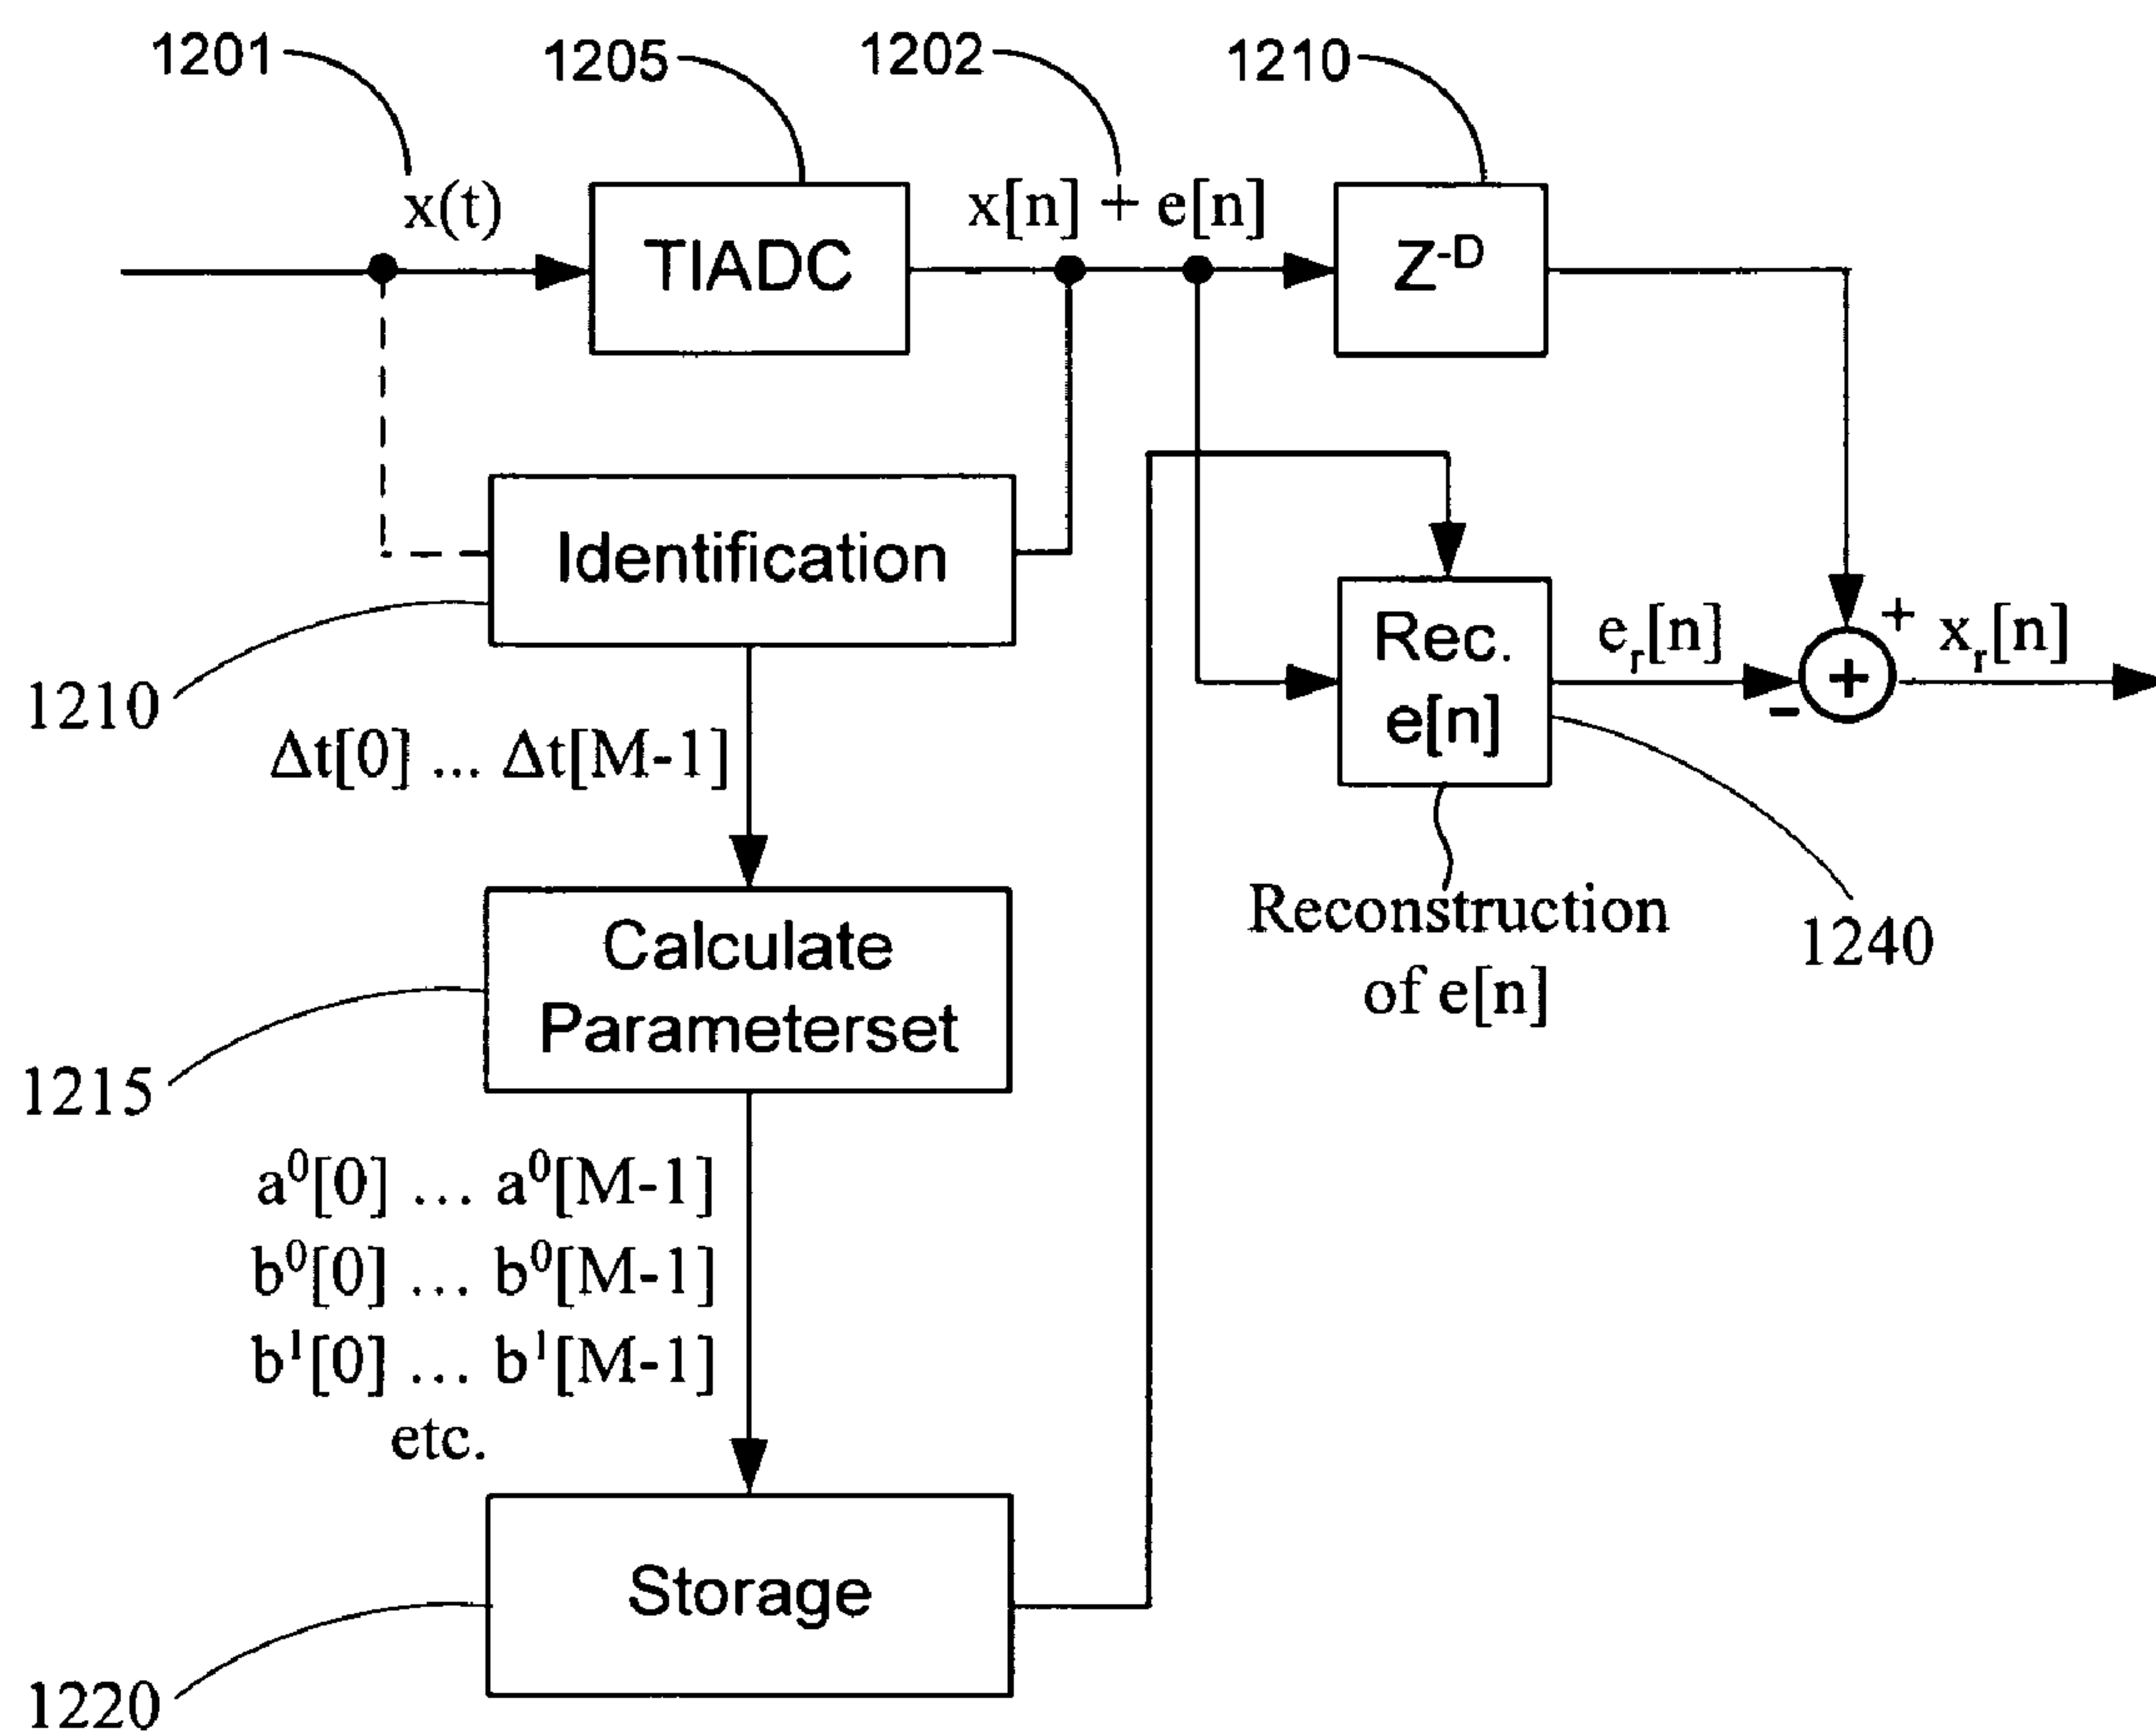 1201
1205
1202
1210
x(t)
x[n] + e[n]
TIADC
Z⁻ᴰ
Identification
1210
Δt[0] ... Δt[M-1]
Rec.
e[n]
eᵣ[n]
+
xᵣ[n]
+
-
Reconstruction
of e[n]
1240
Calculate
Parameterset
1215
a⁰[0] ... a⁰[M-1]
b⁰[0] ... b⁰[M-1]
b¹[0] ... b¹[M-1]
etc.
Storage
1220